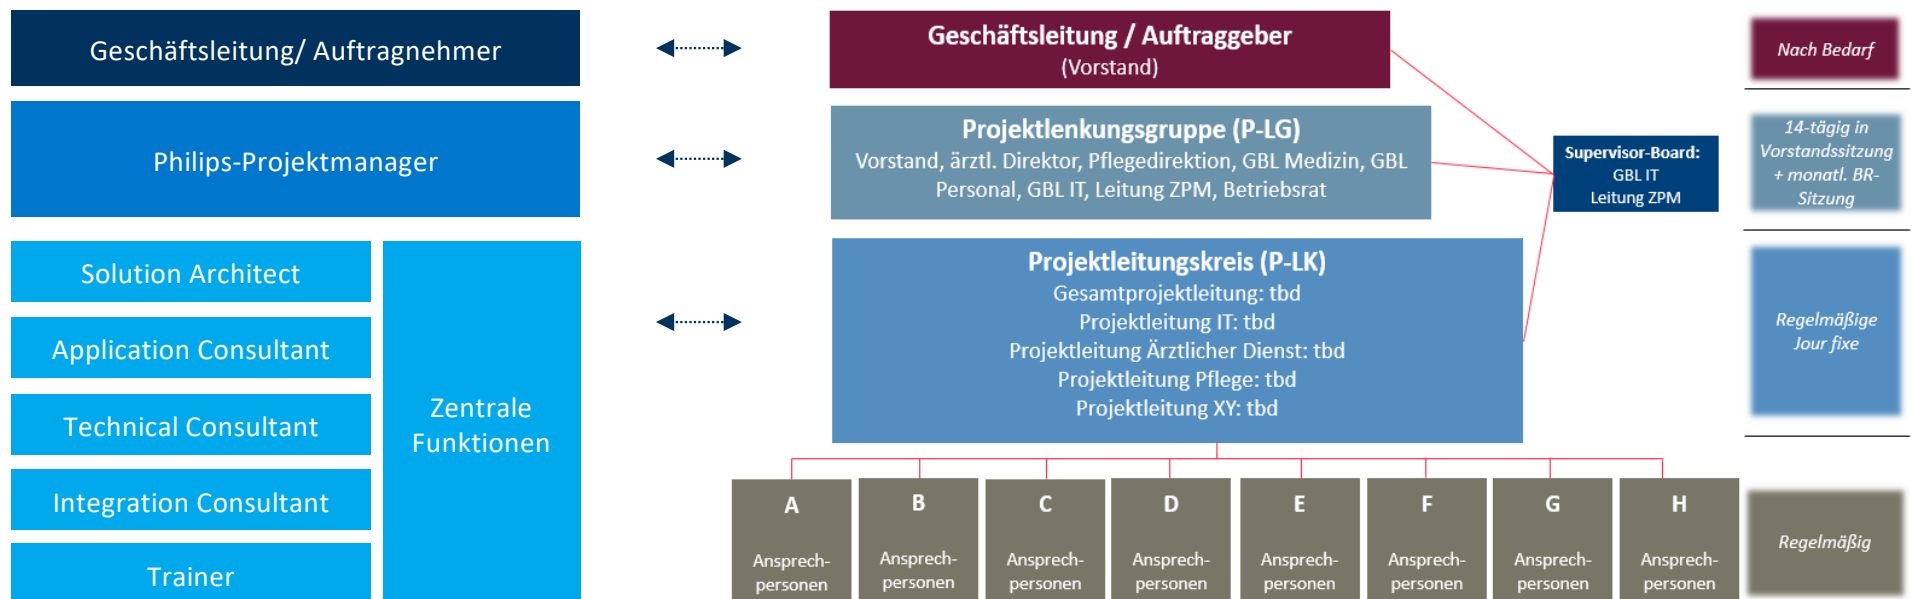 Geschäftsleitung/ Auftragnehmer
Philips-Projektmanager
Solution Architect
Application Consultant
Technical Consultant
Integration Consultant
Trainer
Zentrale
Funktionen
Geschäftsleitung / Auftraggeber
(Vorstand)
Projektlenkungsgruppe (P-LG)
Vorstand, ärztl. Direktor, Pflegedirektion, GBL Medizin, GBL
Personal, GBL IT, Leitung ZPM, Betriebsrat
Supervisor-Board:
GBL IT
Leitung ZPM
Projektleitungskreis (P-LK)
Gesamtprojektleitung: tbd
Projektleitung IT: tbd
Projektleitung Ärztlicher Dienst: tbd
Projektleitung Pflege: tbd
Projektleitung XY: tbd
A
Ansprech-
personen
B
Ansprech-
personen
C
Ansprech-
personen
D
Ansprech-
personen
E
Ansprech-
personen
F
Ansprech-
personen
G
Ansprech-
personen
H
Ansprech-
personen
Nach Bedarf
14-tägig in
Vorstandssitzung
+ monatl. BR-
Sitzung
Regelmäßige
Jour fixe
Regelmäßig